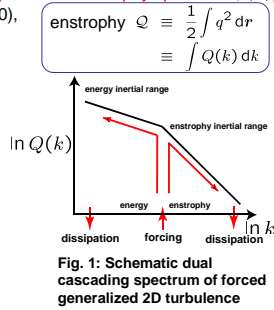 0),
enstrophy 𝒬 ≡ 1/2 ∫ q² dr
≡ ∫ Q(k) dk
energy inertial range
enstrophy inertial range
ln Q(k)
energy enstrophy
ln k
dissipation forcing dissipation
Fig. 1: Schematic dual
cascading spectrum of forced
generalized 2D turbulence